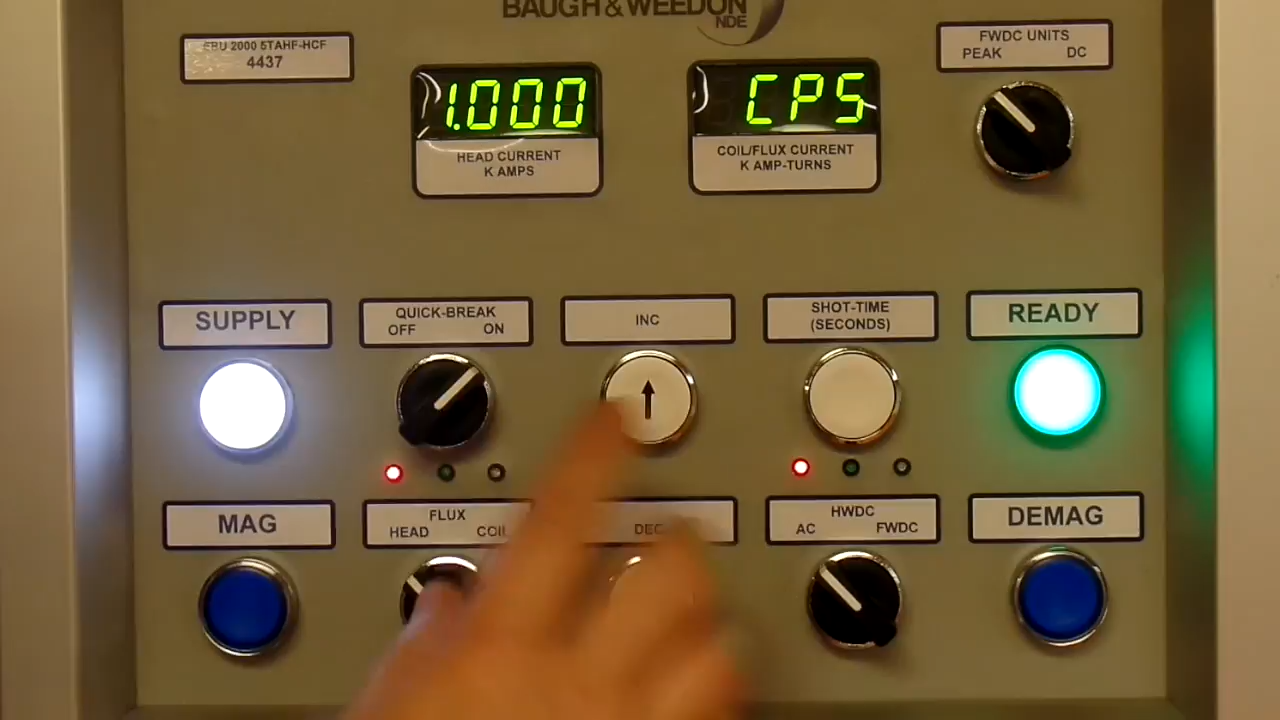 BAUGH & WEEDON
NDE
EBU 2000 5TAHF-HCF
4437
1.000
HEAD CURRENT
K AMPS
CPS
COIL/FLUX CURRENT
K AMP-TURNS
FWDC UNITS
PEAK DC
SUPPLY
QUICK-BREAK
OFF ON
INC
SHOT-TIME
(SECONDS)
READY
MAG
FLUX
HEAD COIL
DEC
HWDC
AC FWDC
DEMAG